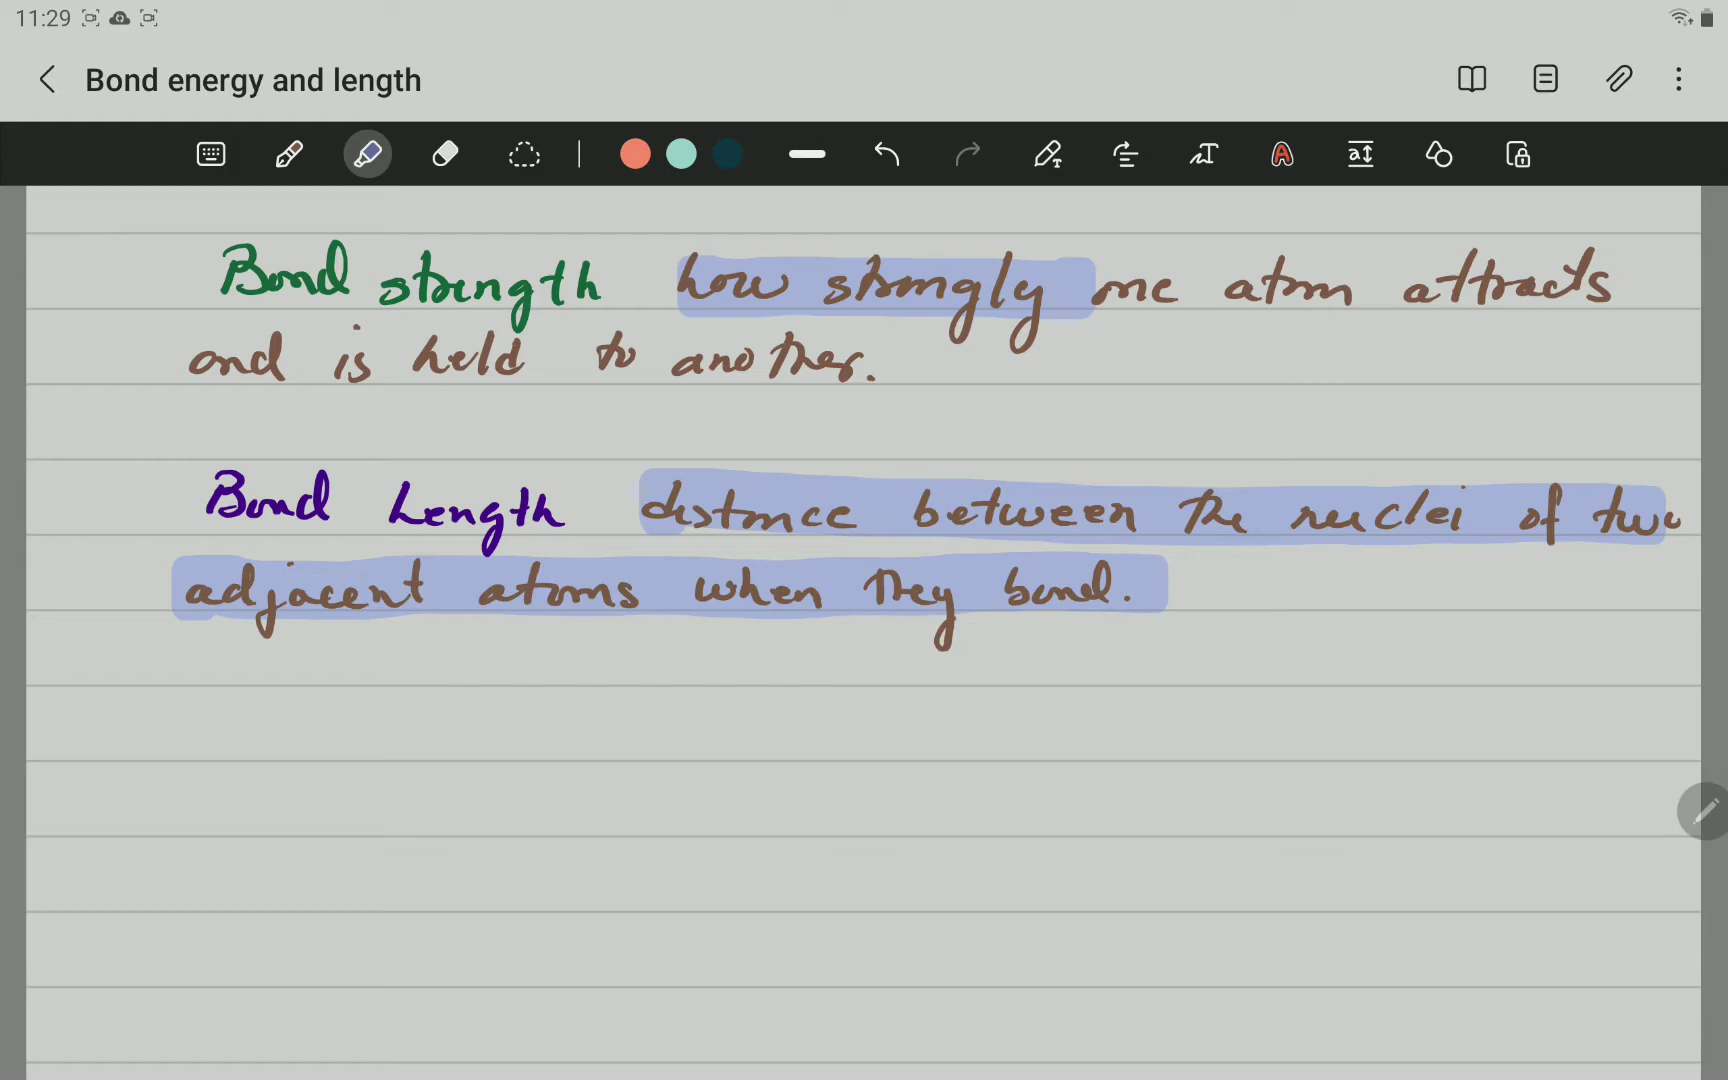 11:29
Bond energy and length
Bond strength how strongly one atom attracts
and is held to another.
Bond Length distance between the nuclei of two
adjacent atoms when they bond.